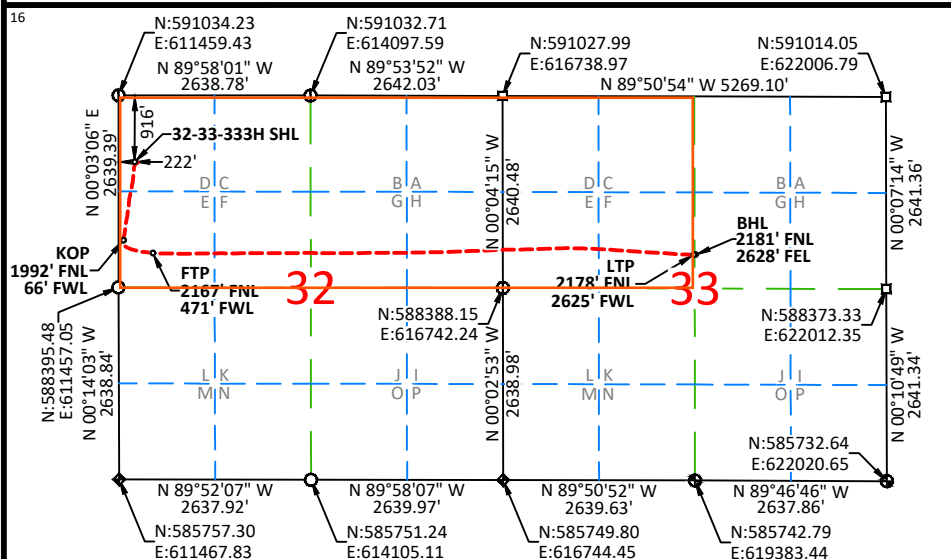 16
N:591034.23
E:611459.43
N:591032.71
E:614097.59
N:591027.99
E:616738.97
N:591014.05
E:622006.79
N 89°58'01" W
2638.78'
N 89°53'52" W
2642.03'
N 89°50'54" W 5269.10'
N 00°03'06" E
2639.39'
916'
32-33-333H SHL
222'
N 00°04'15" W
2640.48'
N 00°07'14" W
2641.36'
D C
E F
B A
G H
D C
E F
B A
G H
KOP
1992' FNL
66' FWL
FTP
2167' FNL
471' FWL
32
LTP
2178' FNL
2625' FWL
33
BHL
2181' FNL
2628' FEL
N:588395.48
E:611457.05
N:588388.15
E:616742.24
N:588373.33
E:622012.35
N 00°14'03" W
2638.84'
N 00°02'53" W
2638.98'
N 00°10'49" W
2641.34'
L K
M N
J I
O P
L K
M N
J I
O P
N:585732.64
E:622020.65
N 89°52'07" W
2637.92'
N 89°58'07" W
2639.97'
N 89°50'52" W
2639.63'
N 89°46'46" W
2637.86'
N:585757.30
E:611467.83
N:585751.24
E:614105.11
N:585749.80
E:616744.45
N:585742.79
E:619383.44